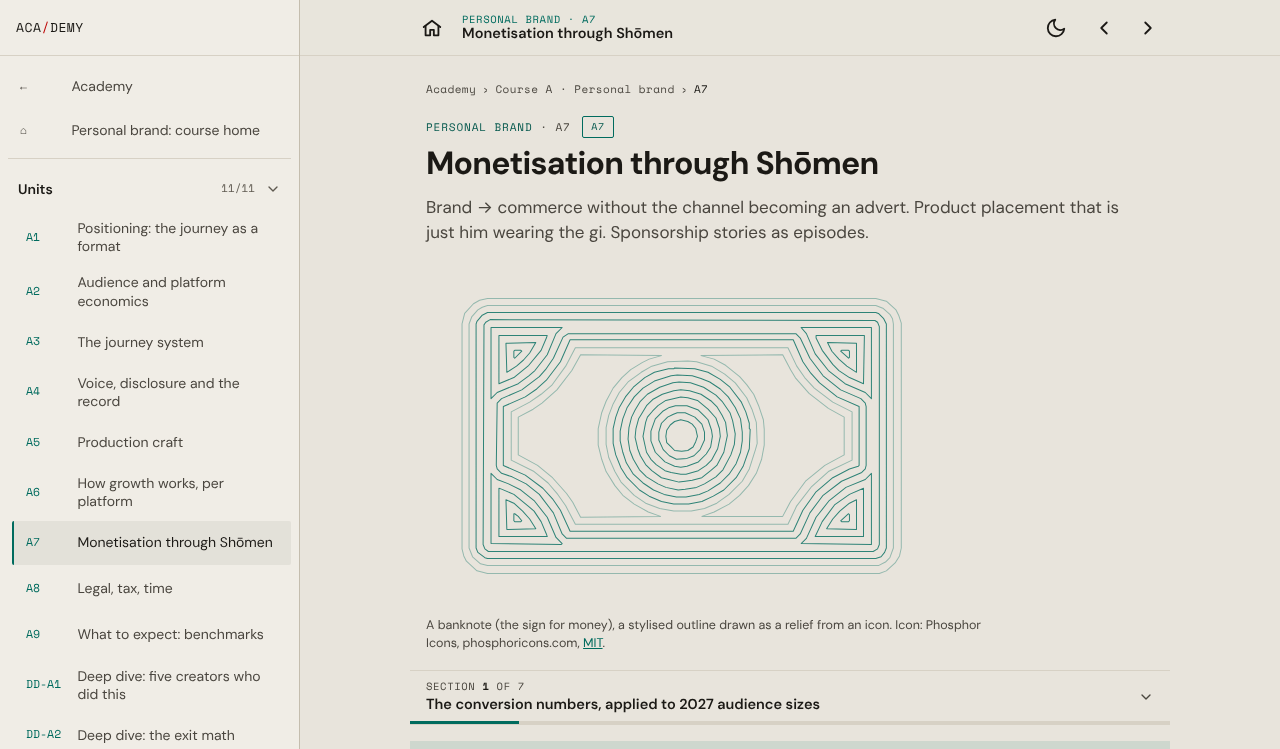 ACA/DEMY
← Academy
⌂ Personal brand: course home
Units 11/11
A1 Positioning: the journey as a
format
A2 Audience and platform
economics
A3 The journey system
A4 Voice, disclosure and the
record
A5 Production craft
A6 How growth works, per
platform
A7 Monetisation through Shōmen
A8 Legal, tax, time
A9 What to expect: benchmarks
DD-A1 Deep dive: five creators who
did this
DD-A2 Deep dive: the exit math
PERSONAL BRAND · A7
Monetisation through Shōmen
Academy › Course A · Personal brand › A7
PERSONAL BRAND · A7 A7
Monetisation through Shōmen
Brand → commerce without the channel becoming an advert. Product placement that is
just him wearing the gi. Sponsorship stories as episodes.
A banknote (the sign for money), a stylised outline drawn as a relief from an icon. Icon: Phosphor
Icons, phosphoricons.com, MIT.
SECTION 1 OF 7
The conversion numbers, applied to 2027 audience sizes